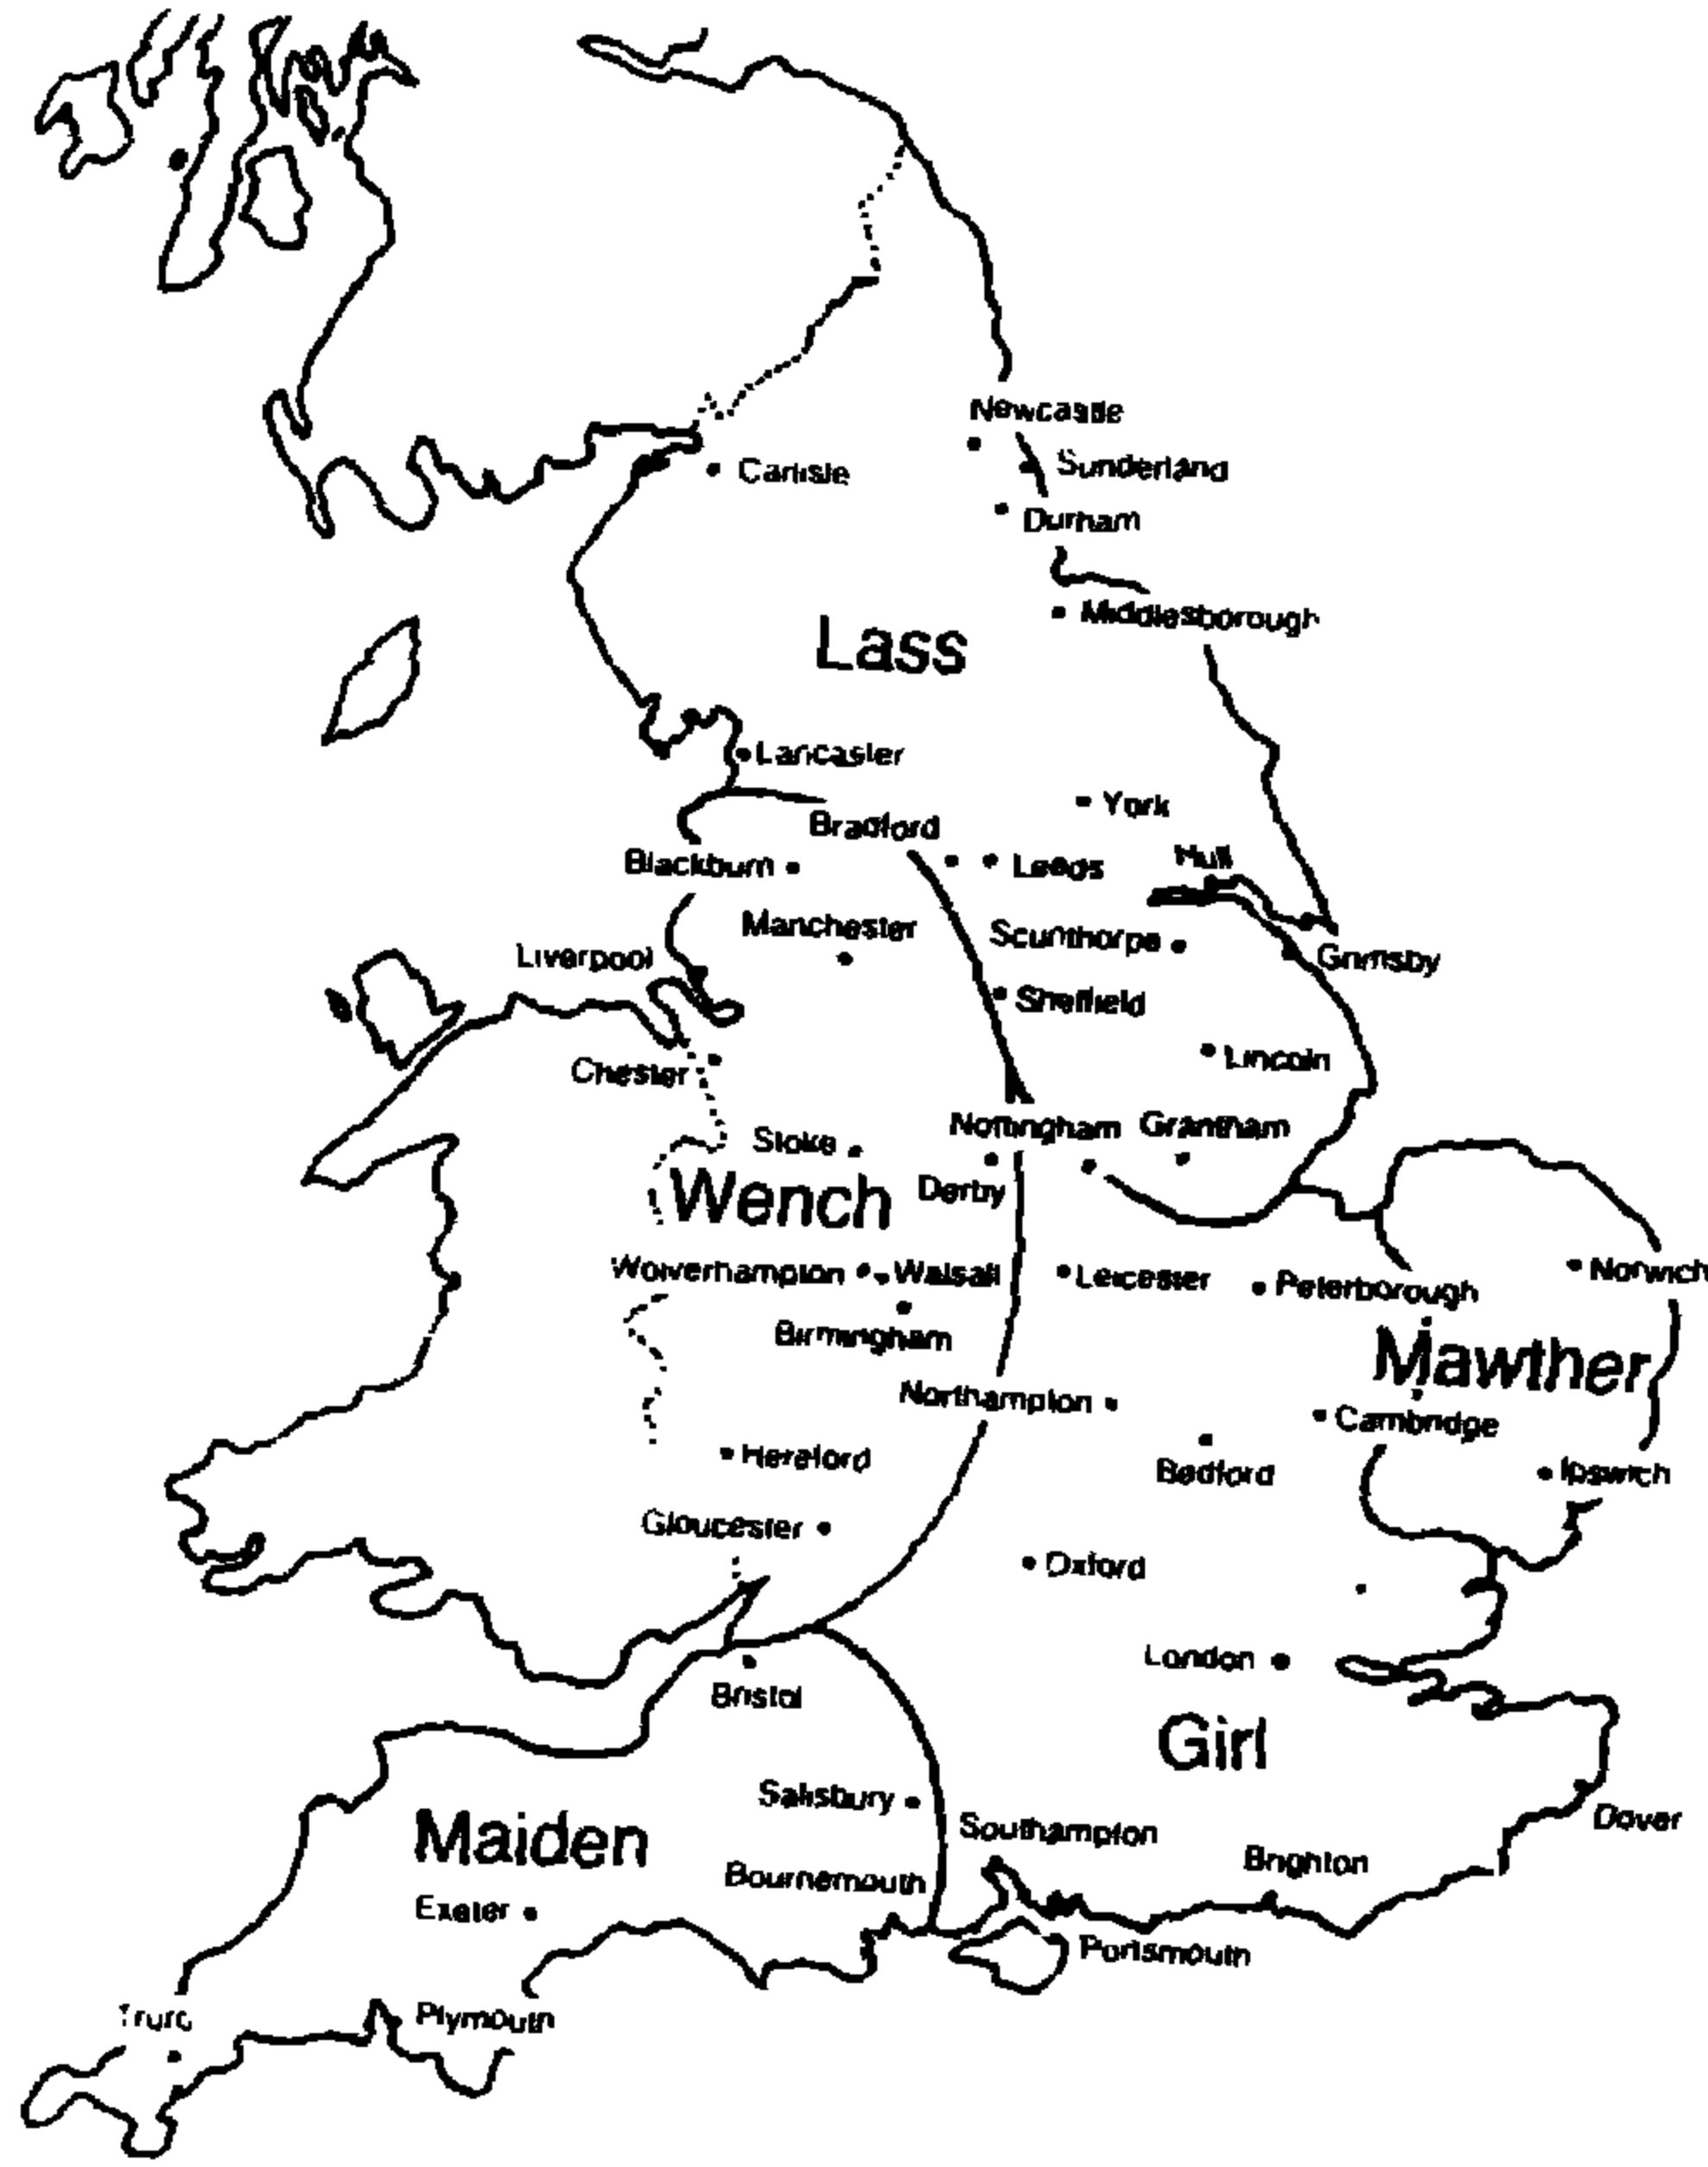 Newcastle
Sunderland
Carlisle
Durham
Middlesborough
Lass
Lancaster
York
Bradford
Hull
Blackburn
Leeds
Manchester
Scunthorpe
Liverpool
Grimsby
Sheffield
Lincoln
Chester
Nottingham
Grantham
Stoke
Derby
Wench
Wolverhampton
Walsall
Leicester
Peterborough
Norwich
Birmingham
Mawther
Northampton
Cambridge
Hereford
Bedford
Ipswich
Gloucester
Oxford
London
Bristol
Girl
Salisbury
Southampton
Dover
Maiden
Bournemouth
Brighton
Exeter
Portsmouth
Truro
Plymouth